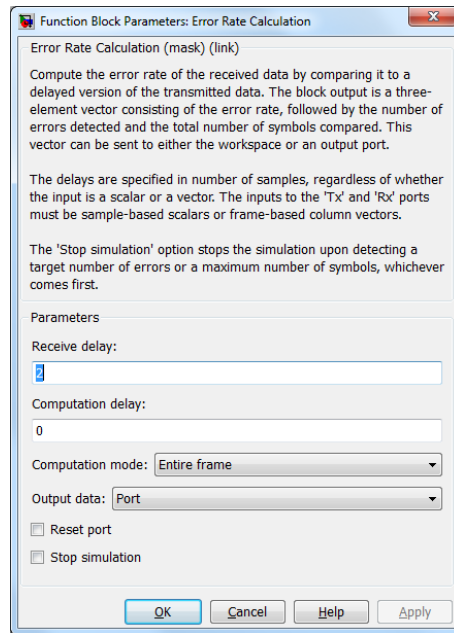 Function Block Parameters: Error Rate Calculation
Error Rate Calculation (mask) (link)
Compute the error rate of the received data by comparing it to a
delayed version of the transmitted data. The block output is a three-
element vector consisting of the error rate, followed by the number of
errors detected and the total number of symbols compared. This
vector can be sent to either the workspace or an output port.
The delays are specified in number of samples, regardless of whether
the input is a scalar or a vector. The inputs to the 'Tx' and 'Rx' ports
must be sample-based scalars or frame-based column vectors.
The 'Stop simulation' option stops the simulation upon detecting a
target number of errors or a maximum number of symbols, whichever
comes first.
Parameters
Receive delay:
2
Computation delay:
0
Computation mode: Entire frame
Output data: Port
Reset port
Stop simulation
OK Cancel Help Apply